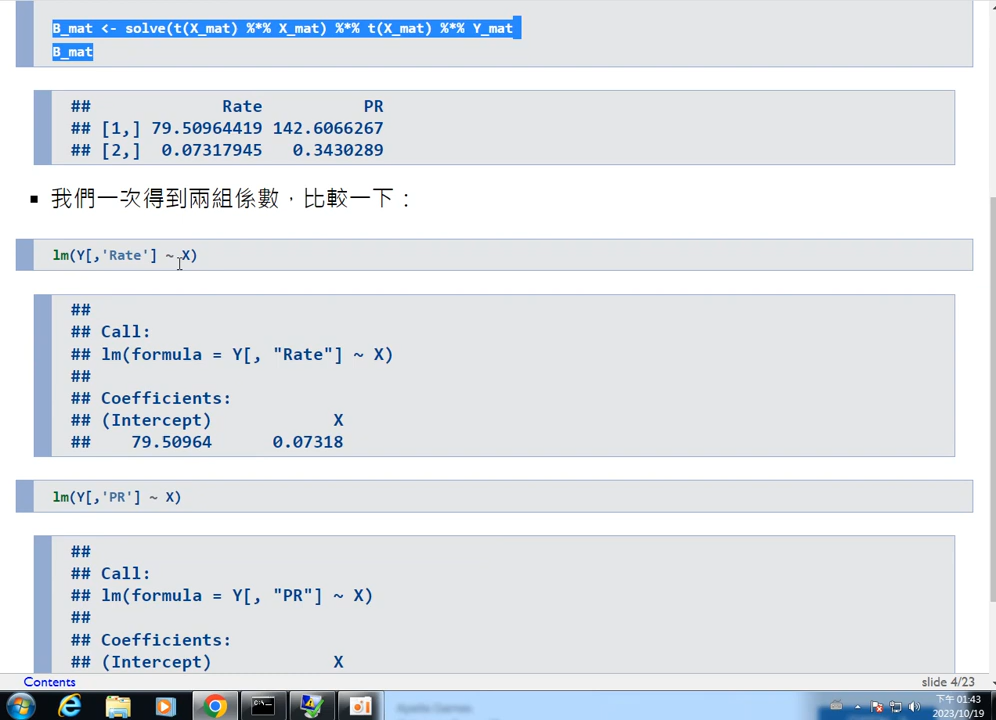 B_mat <- solve(t(X_mat) %*% X_mat) %*% t(X_mat) %*% Y_mat
B_mat
## Rate PR
## [1,] 79.50964419 142.6066267
## [2,] 0.07317945 0.3430289
▪ 我們一次得到兩組係數，比較一下：
lm(Y[,'Rate'] ~ X)
##
## Call:
## lm(formula = Y[, "Rate"] ~ X)
##
## Coefficients:
## (Intercept) X
## 79.50964 0.07318
lm(Y[,'PR'] ~ X)
##
## Call:
## lm(formula = Y[, "PR"] ~ X)
##
## Coefficients:
## (Intercept) X
Contents
slide 4/23
下午 01:43
2023/10/19